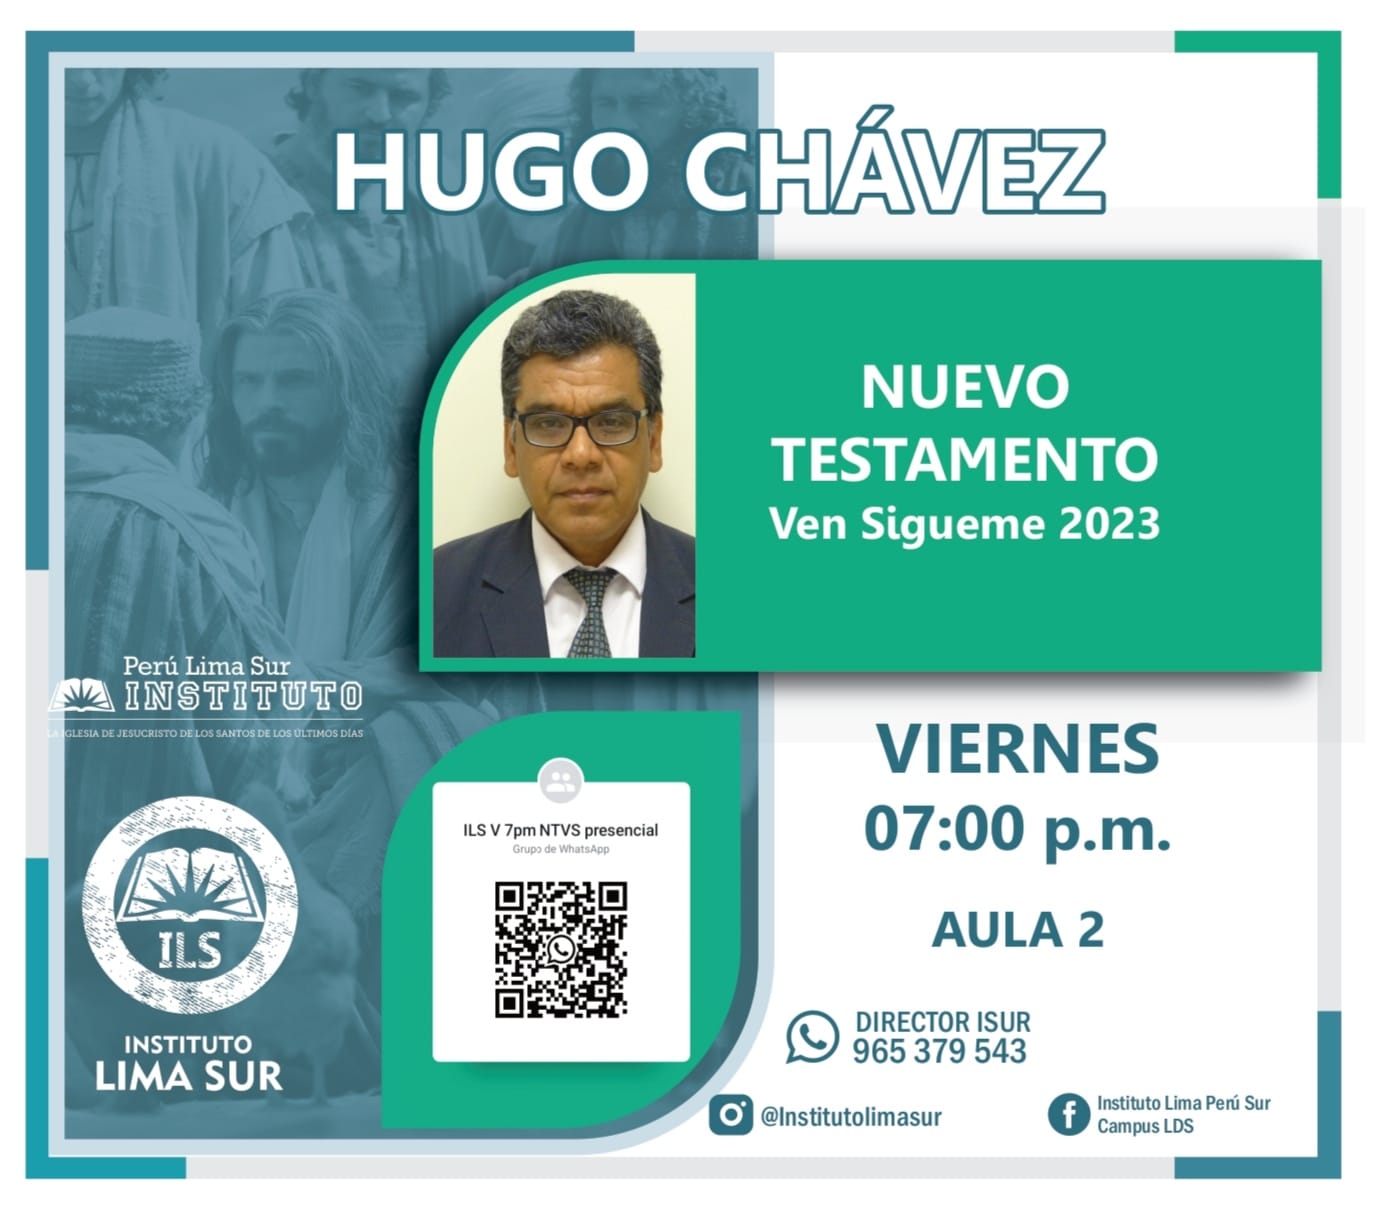 HUGO CHÁVEZ
NUEVO
TESTAMENTO
Ven Sigueme 2023
Perú Lima Sur
INSTITUTO
LA IGLESIA DE JESUCRISTO DE LOS SANTOS DE LOS ÚLTIMOS DÍAS
ILS
INSTITUTO
LIMA SUR
ILS V 7pm NTVS presencial
Grupo de WhatsApp
VIERNES
07:00 p.m.
AULA 2
DIRECTOR ISUR
965 379 543
@Institutolimasur
Instituto Lima Perú Sur
Campus LDS